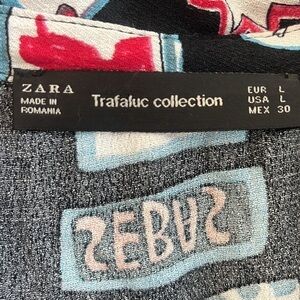 ZARA
MADE IN
ROMANIA
Trafaluc collection
EUR L
USA L
MEX 30